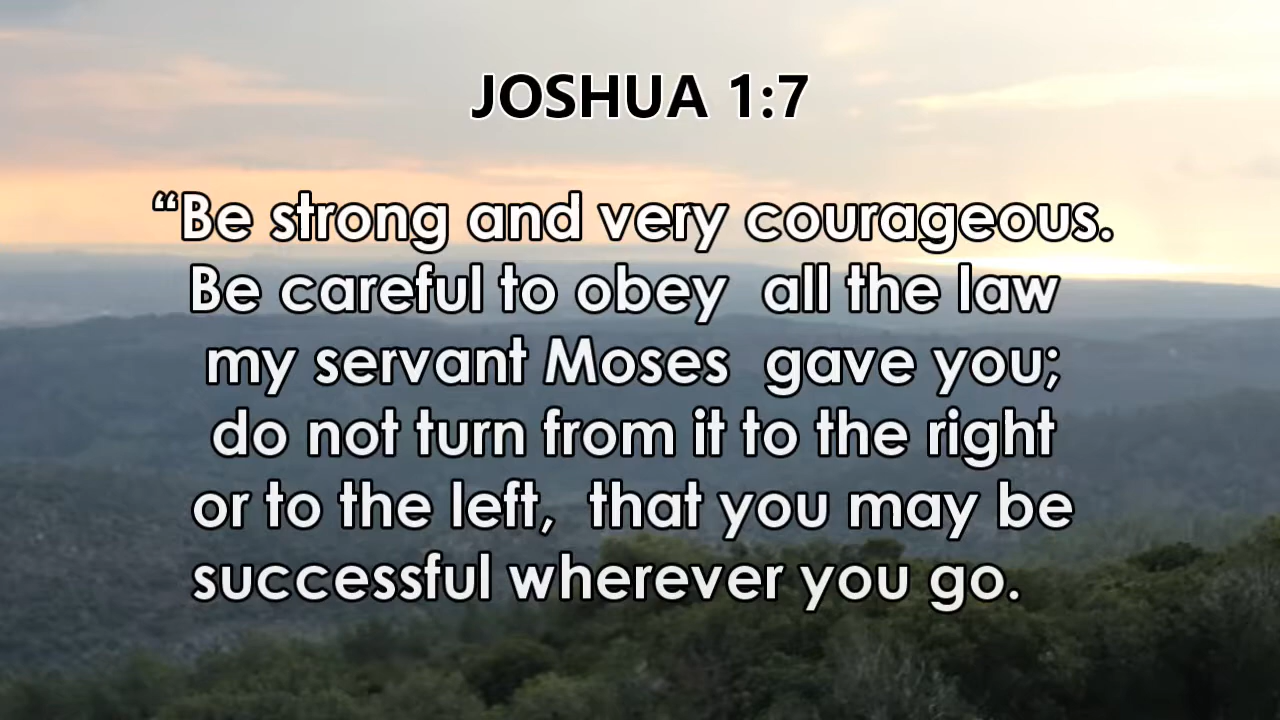 JOSHUA 1:7
“Be strong and very courageous.
Be careful to obey  all the law
my servant Moses  gave you;
do not turn from it to the right
or to the left,  that you may be
successful wherever you go.